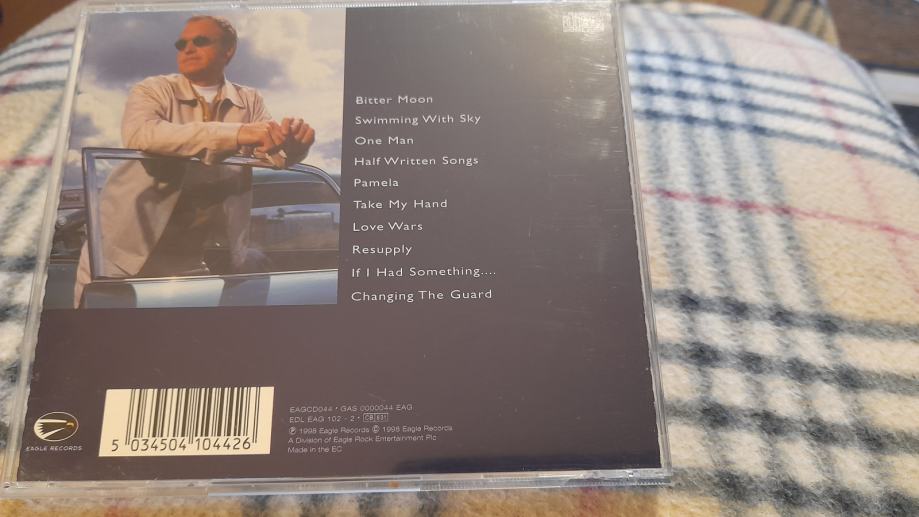 Bitter Moon
Swimming With Sky
One Man
Half Written Songs
Pamela
Take My Hand
Love Wars
Resupply
If I Had Something....
Changing The Guard
EAGLE RECORDS
5 034504 104426
EAGCD044 • GAS 0000044 EAG
EDL EAG 102 - 2 • CB 631
℗ 1998 Eagle Records © 1998 Eagle Records
A Division of Eagle Rock Entertainment Plc
Made in the EC